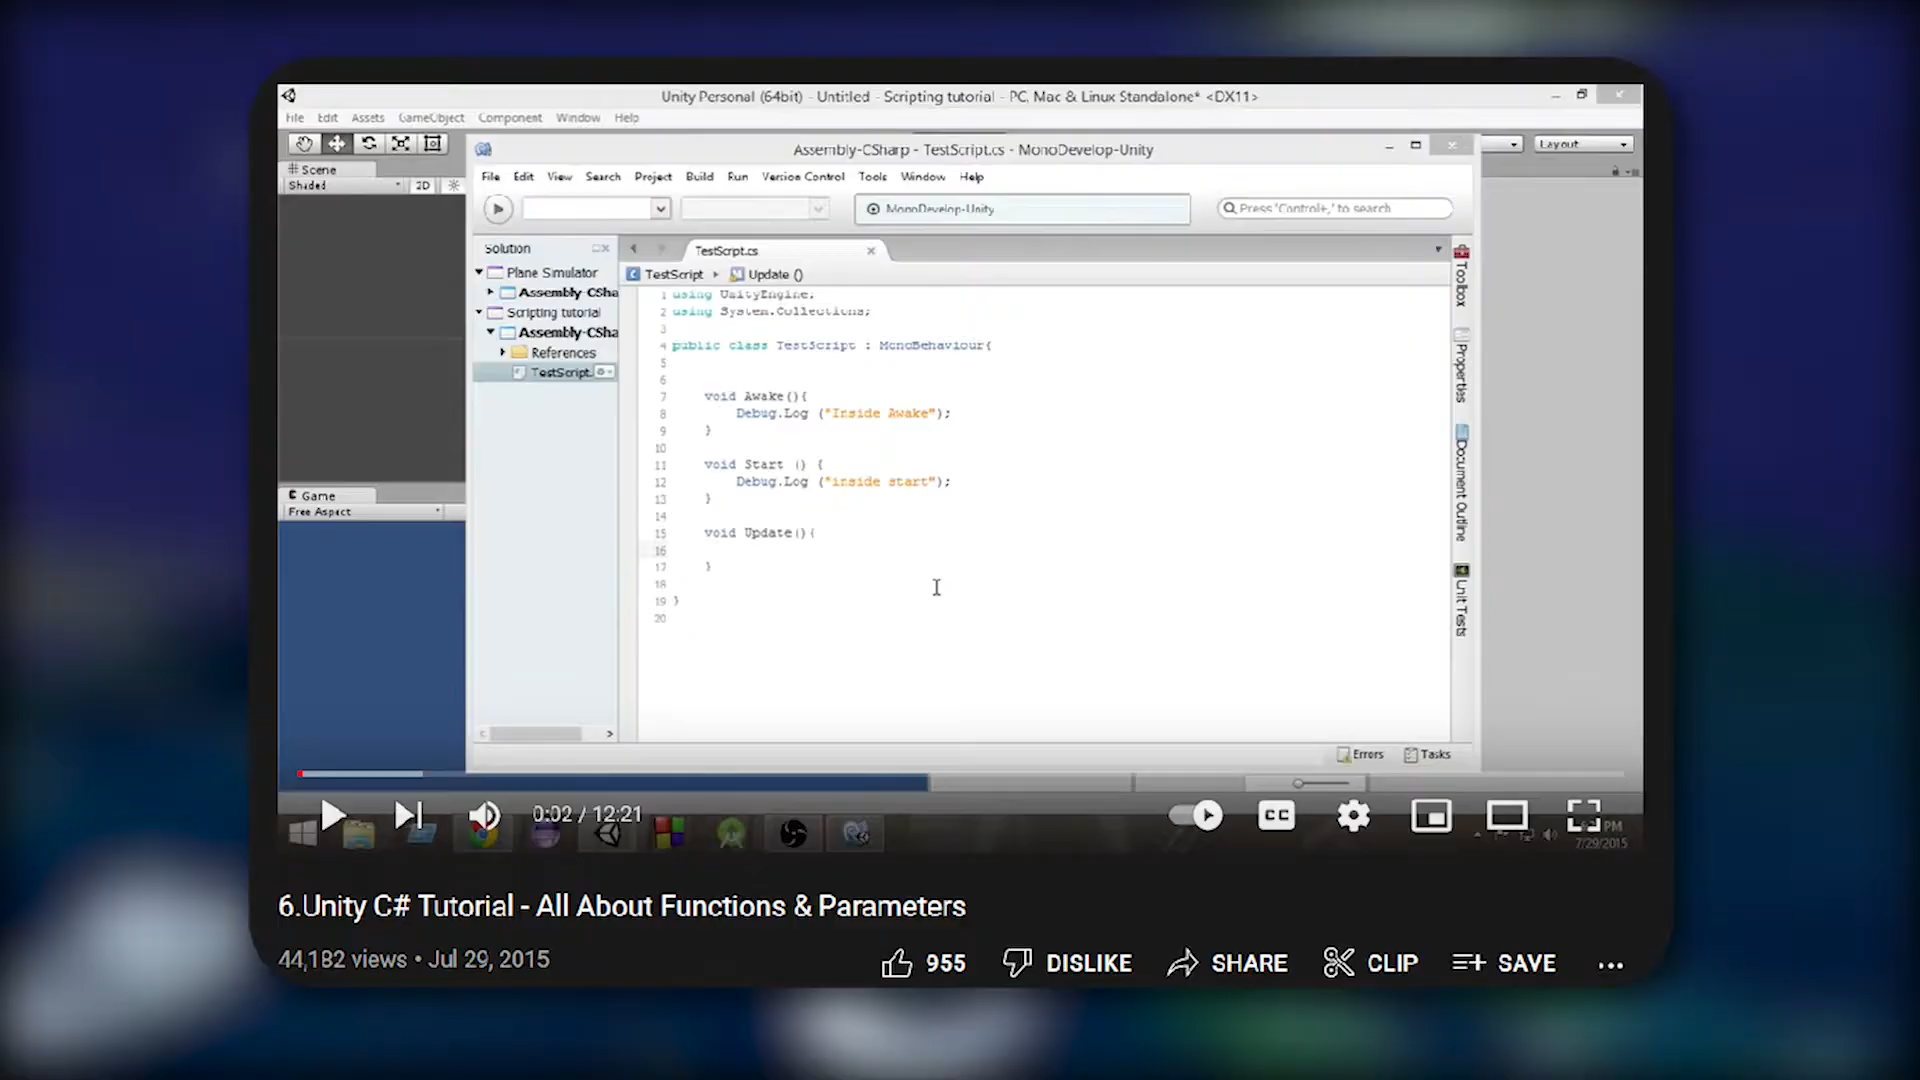 Unity Personal (64bit) - Untitled - Scripting tutorial - PC, Mac & Linux Standalone* <DX11>
File Edit Assets GameObject Component Window Help
Layout
Scene
Shaded 2D
Assembly-CSharp - TestScript.cs - MonoDevelop-Unity
File Edit View Search Project Build Run Version Control Tools Window Help
MonoDevelop-Unity
Press 'Control+,' to search
Solution
Plane Simulator
Assembly-CSha
Scripting tutorial
Assembly-CSha
References
TestScript.
TestScript.cs
TestScript Update ()
1 using UnityEngine;
2 using System.Collections;
3
4 public class TestScript : MonoBehaviour{
5
6
7 void Awake(){
8 Debug.Log ("Inside Awake");
9 }
10
11 void Start () {
12 Debug.Log ("inside start");
13 }
14
15 void Update(){
16
17 }
18
19 }
20
Toolbox
Properties
Document Outline
Unit Tests
Game
Free Aspect
Errors Tasks
0:02 / 12:21
CC
PM
7/29/2015
6.Unity C# Tutorial - All About Functions & Parameters
44,182 views • Jul 29, 2015
955 DISLIKE SHARE CLIP SAVE